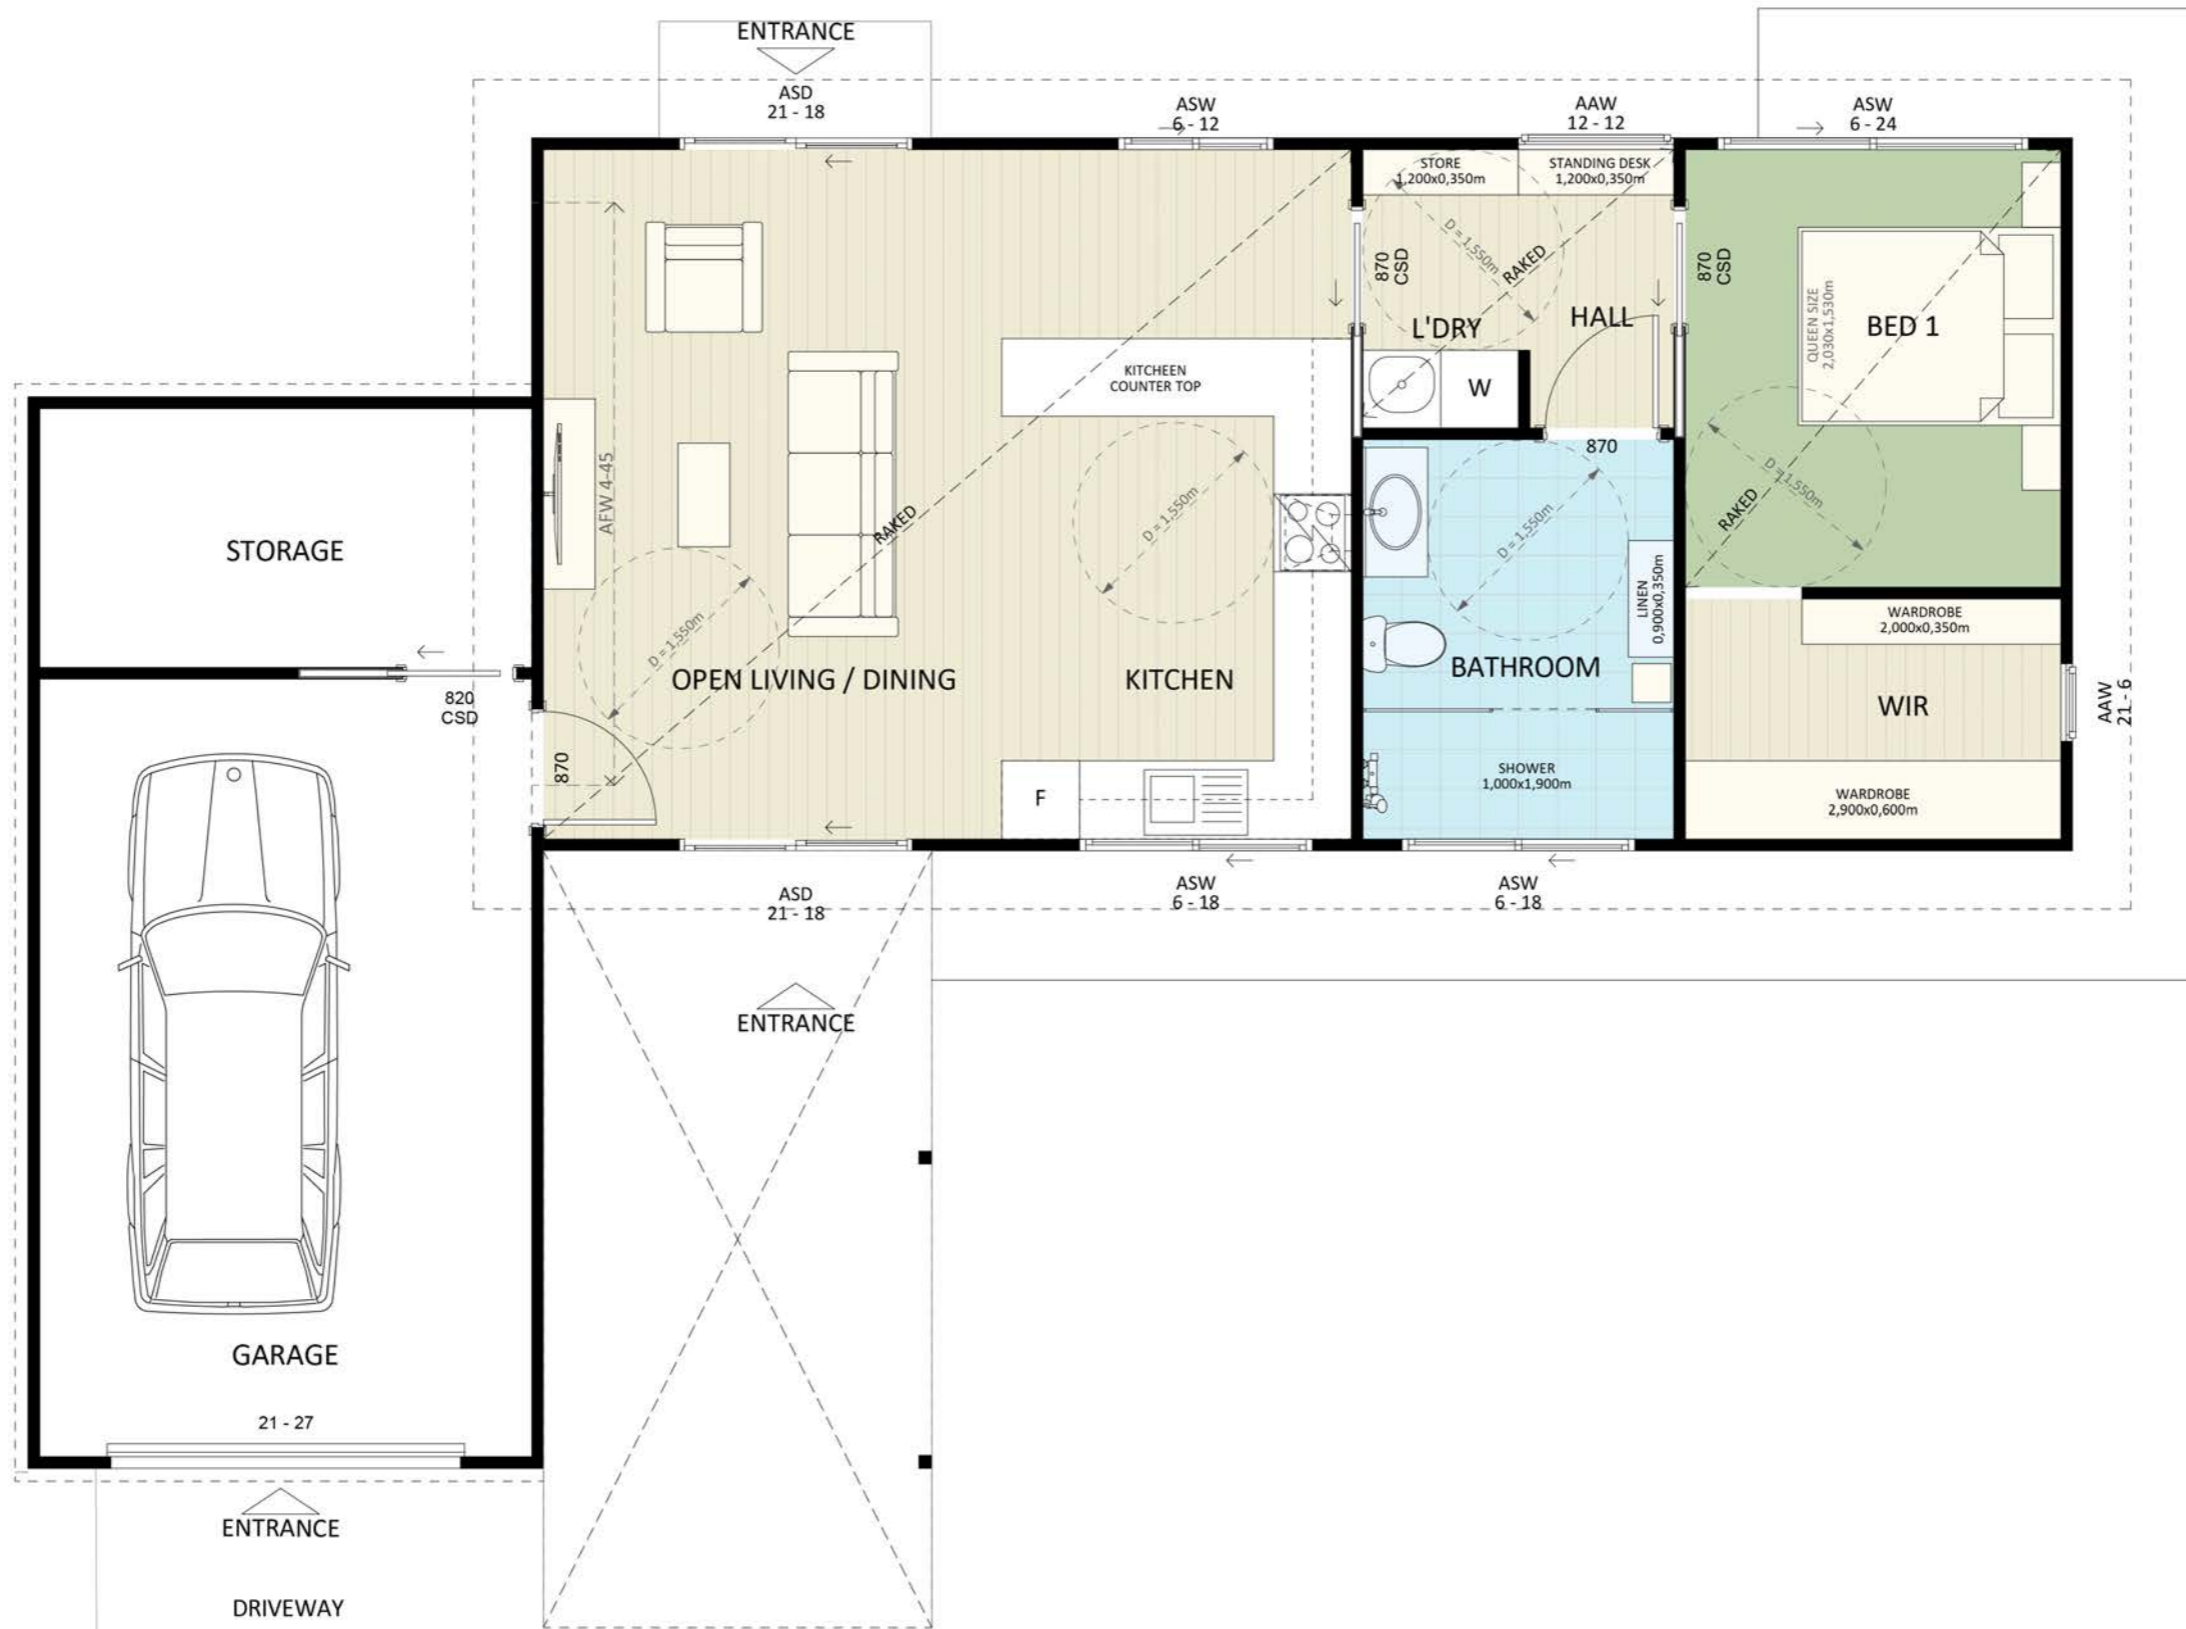 ENTRANCE
ASD
21 - 18
ASW
6 - 12
AAW
12 - 12
ASW
6 - 24
STORE
1,200x0,350m
STANDING DESK
1,200x0,350m
D = 1,550m
RAKED
870
CSD
870
CSD
L'DRY
HALL
W
QUEEN SIZE
2,030x1,530m
BED 1
KITCHEEN
COUNTER TOP
870
AFW 4-45
RAKED
D = 1,550m
D = 1,550m
D = 1,550m
RAKED
STORAGE
LINEN
0,900x0,350m
WARDROBE
2,000x0,350m
D = 1,550m
OPEN LIVING / DINING
KITCHEN
BATHROOM
WIR
AAW
21 - 6
820
CSD
870
F
SHOWER
1,000x1,900m
WARDROBE
2,900x0,600m
ASD
21 - 18
ASW
6 - 18
ASW
6 - 18
ENTRANCE
GARAGE
21 - 27
ENTRANCE
DRIVEWAY